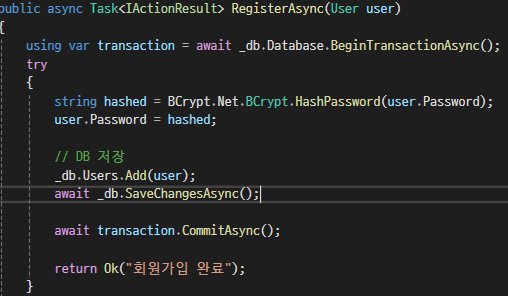 public async Task<IActionResult> RegisterAsync(User user)
{
using var transaction = await _db.Database.BeginTransactionAsync();
try
{
string hashed = BCrypt.Net.BCrypt.HashPassword(user.Password);
user.Password = hashed;
// DB 저장
_db.Users.Add(user);
await _db.SaveChangesAsync();
await transaction.CommitAsync();
return Ok("회원가입 완료");
}